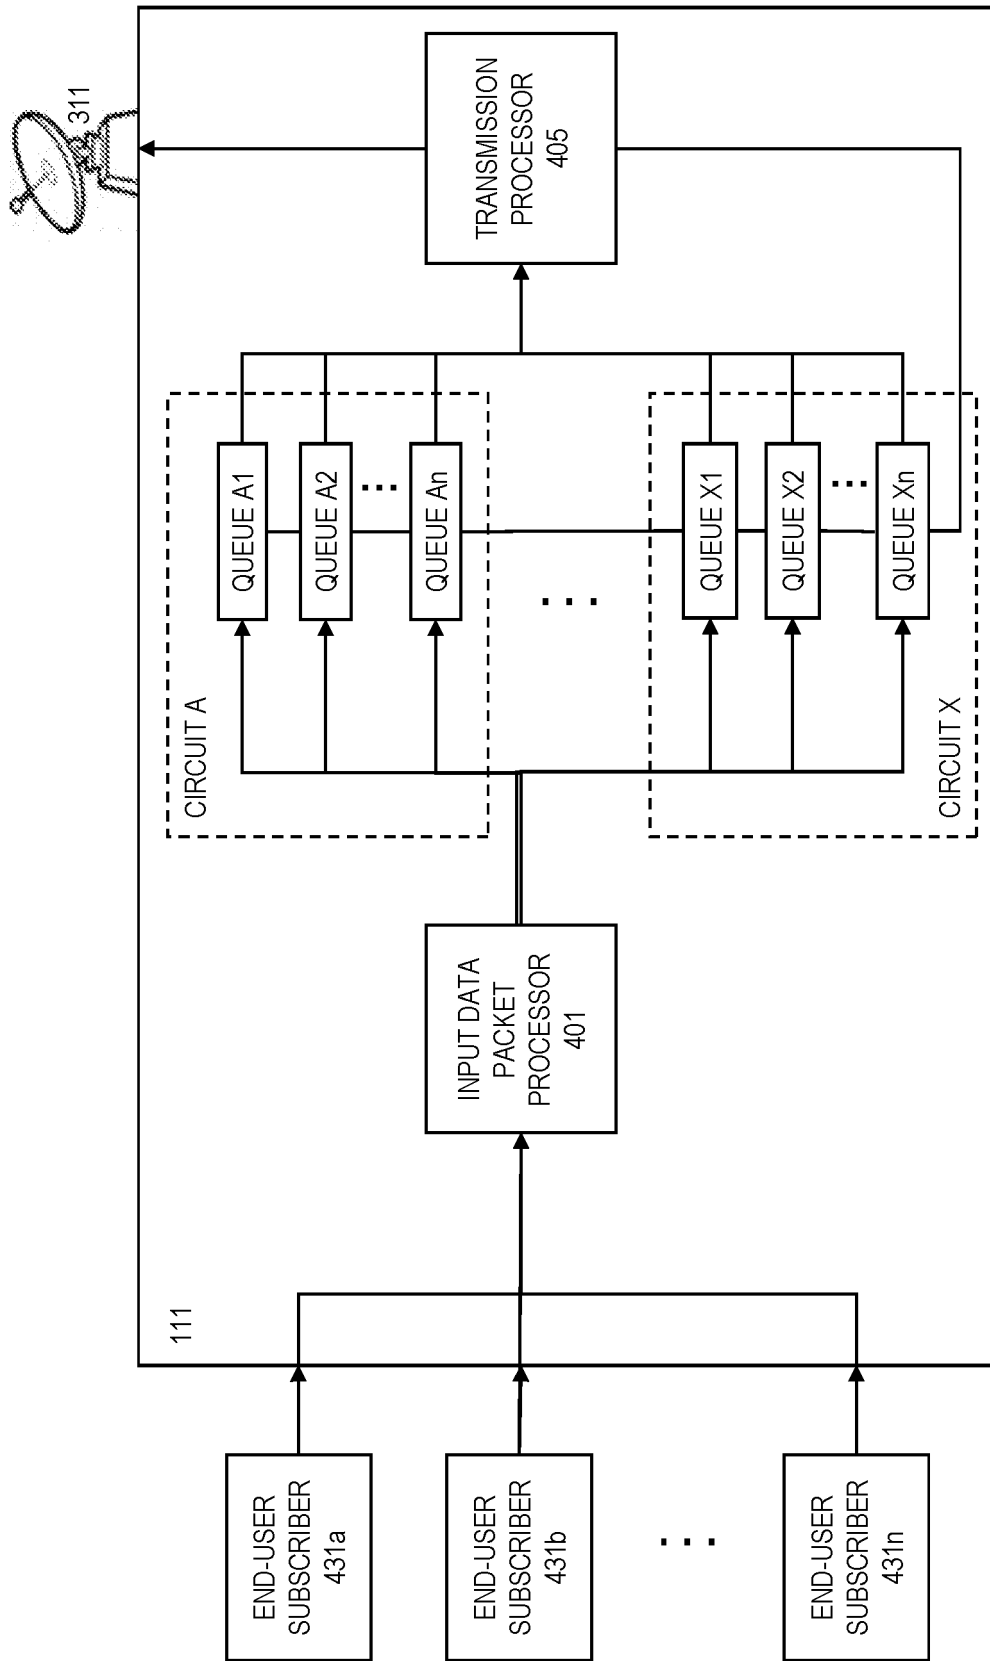 311
TRANSMISSION
PROCESSOR
405
QUEUE A1
QUEUE A2
QUEUE An
QUEUE X1
QUEUE X2
QUEUE Xn
CIRCUIT A
CIRCUIT X
INPUT DATA
PACKET
PROCESSOR
401
111
END-USER
SUBSCRIBER
431a
END-USER
SUBSCRIBER
431b
END-USER
SUBSCRIBER
431n